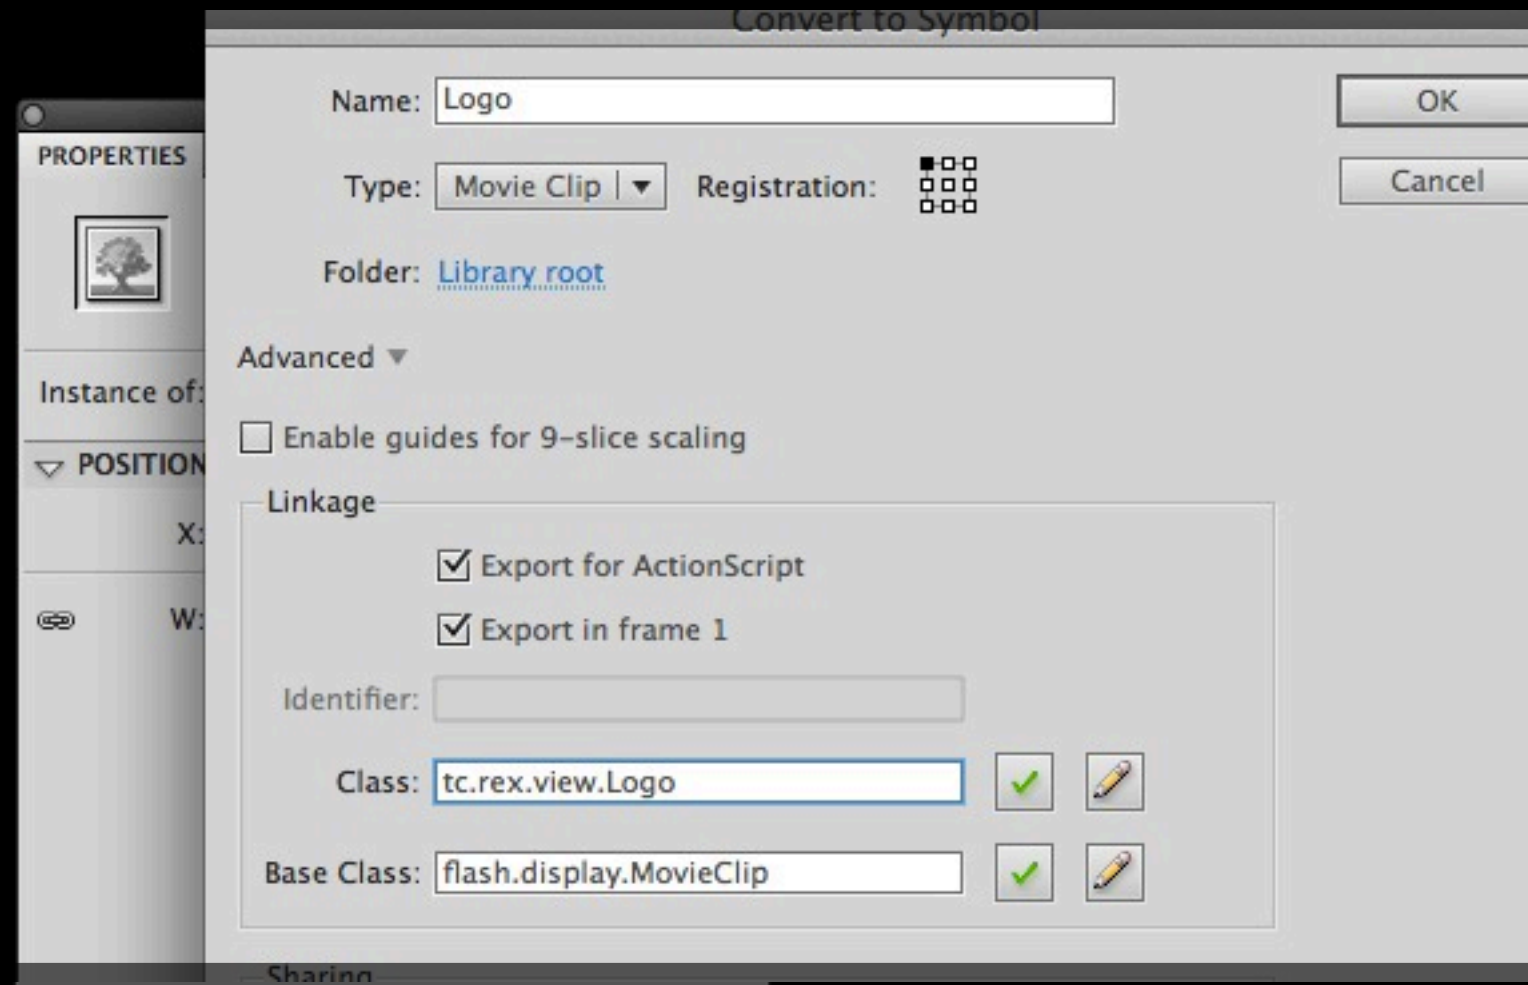 Convert to Symbol
Name: Logo
OK
PROPERTIES
Type: Movie Clip
Registration:
Cancel
Folder: Library root
Advanced
Instance of:
Enable guides for 9-slice scaling
POSITION
Linkage
X:
Export for ActionScript
W:
Export in frame 1
Identifier:
Class: tc.rex.view.Logo
Base Class: flash.display.MovieClip
Sharing